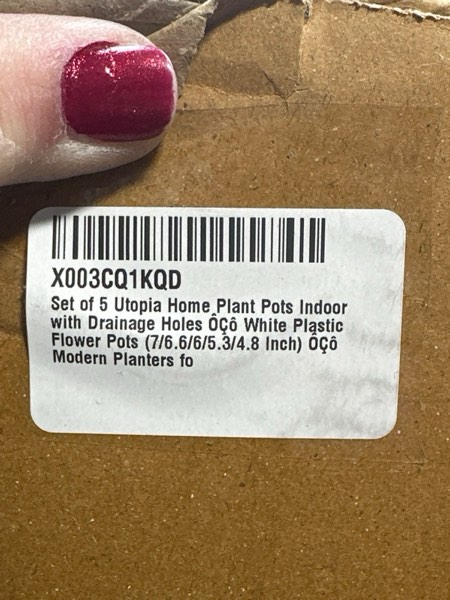 X003CQ1KQD
Set of 5 Utopia Home Plant Pots Indoor
with Drainage Holes ÔÇô White Plastic
Flower Pots (7/6.6/6/5.3/4.8 Inch) ÔÇô
Modern Planters fo